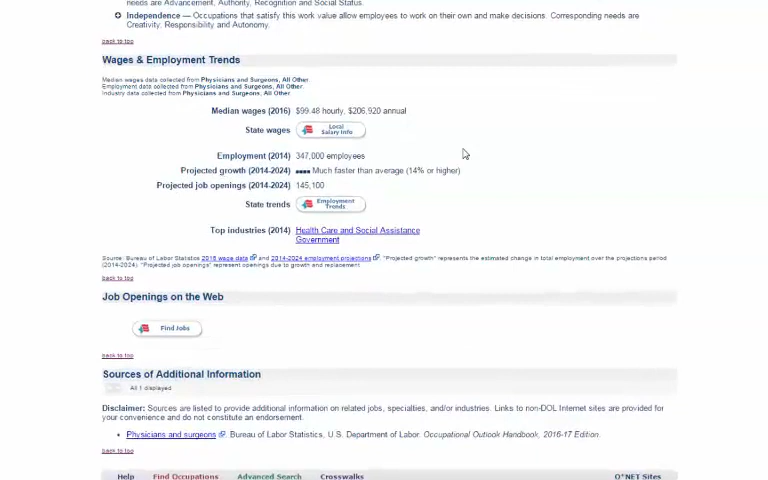 needs are Advancement, Authority, Recognition and Social Status.
Independence — Occupations that satisfy this work value allow employees to work on their own and make decisions. Corresponding needs are
Creativity, Responsibility and Autonomy.
back to top
Wages & Employment Trends
Median wages data collected from Physicians and Surgeons, All Other.
Employment data collected from Physicians and Surgeons, All Other.
Industry data collected from Physicians and Surgeons, All Other.
Median wages (2016) $99.48 hourly, $206,920 annual
State wages Local
Salary Info
Employment (2014) 347,000 employees
Projected growth (2014-2024) Much faster than average (14% or higher)
Projected job openings (2014-2024) 145,100
State trends Employment
Trends
Top industries (2014) Health Care and Social Assistance
Government
Source: Bureau of Labor Statistics 2016 wage data and 2014-2024 employment projections. "Projected growth" represents the estimated change in total employment over the projections period
(2014-2024). "Projected job openings" represent openings due to growth and replacement.
back to top
Job Openings on the Web
Find Jobs
back to top
Sources of Additional Information
All 1 displayed
Disclaimer: Sources are listed to provide additional information on related jobs, specialties, and/or industries. Links to non-DOL Internet sites are provided for
your convenience and do not constitute an endorsement.
Physicians and surgeons. Bureau of Labor Statistics, U.S. Department of Labor. Occupational Outlook Handbook, 2016-17 Edition.
back to top
Help Find Occupations Advanced Search Crosswalks O*NET Sites